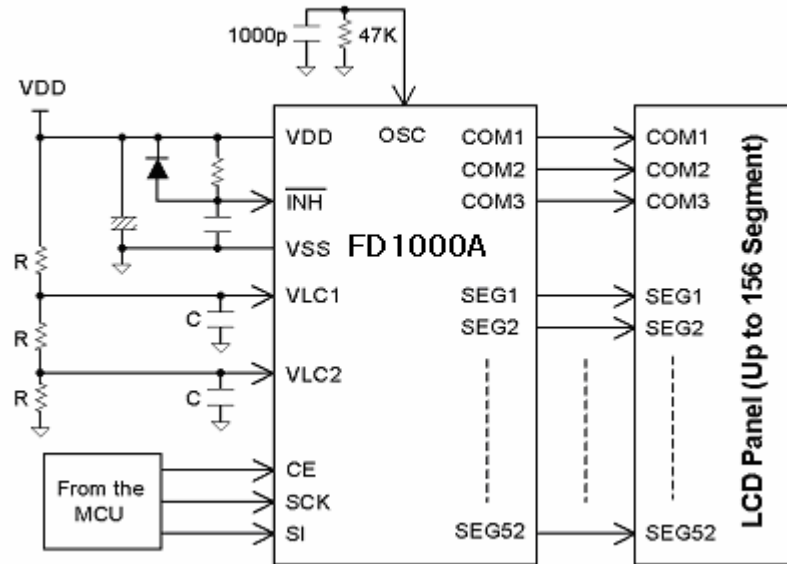 1000p
47K
VDD
VDD
OSC
COM1
COM1
COM2
COM2
COM3
COM3
INH
VSS
FD1000A
R
VLC1
C
SEG1
SEG1
SEG2
SEG2
R
VLC2
C
R
From the
MCU
CE
SCK
SI
SEG52
SEG52
LCD Panel (Up to 156 Segment)